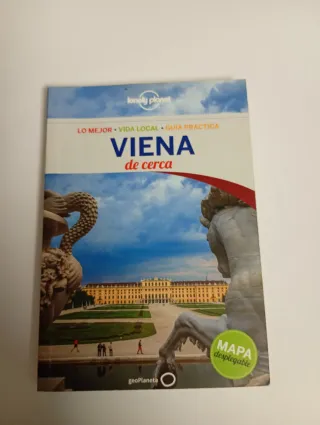 lonely planet
LO MEJOR • VIDA LOCAL • GUÍA PRÁCTICA
VIENA
de cerca
MAPA
desplegable
geoPlaneta